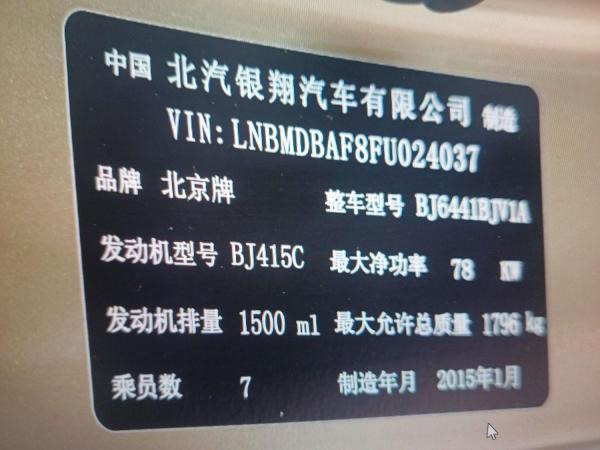 中国 北汽银翔汽车有限公司 制造
VIN: LNBMDBAF8FU024037
品牌 北京牌 整车型号 BJ6441BJV1A
发动机型号 BJ415C 最大净功率 78 KW
发动机排量 1500 ml 最大允许总质量 1796 kg
乘员数 7 制造年月 2015年1月